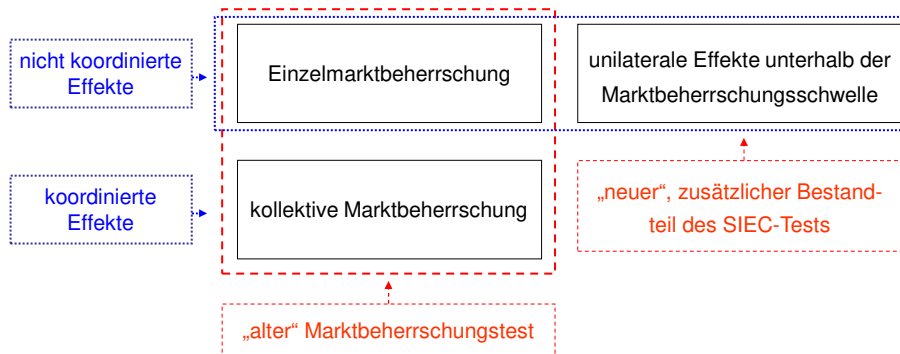 nicht koordinierte
Effekte
Einzelmarktbeherrschung
unilaterale Effekte unterhalb der
Marktbeherrschungsschwelle
koordinierte
Effekte
kollektive Marktbeherrschung
„neuer“, zusätzlicher Bestand-
teil des SIEC-Tests
„alter“ Marktbeherrschungstest